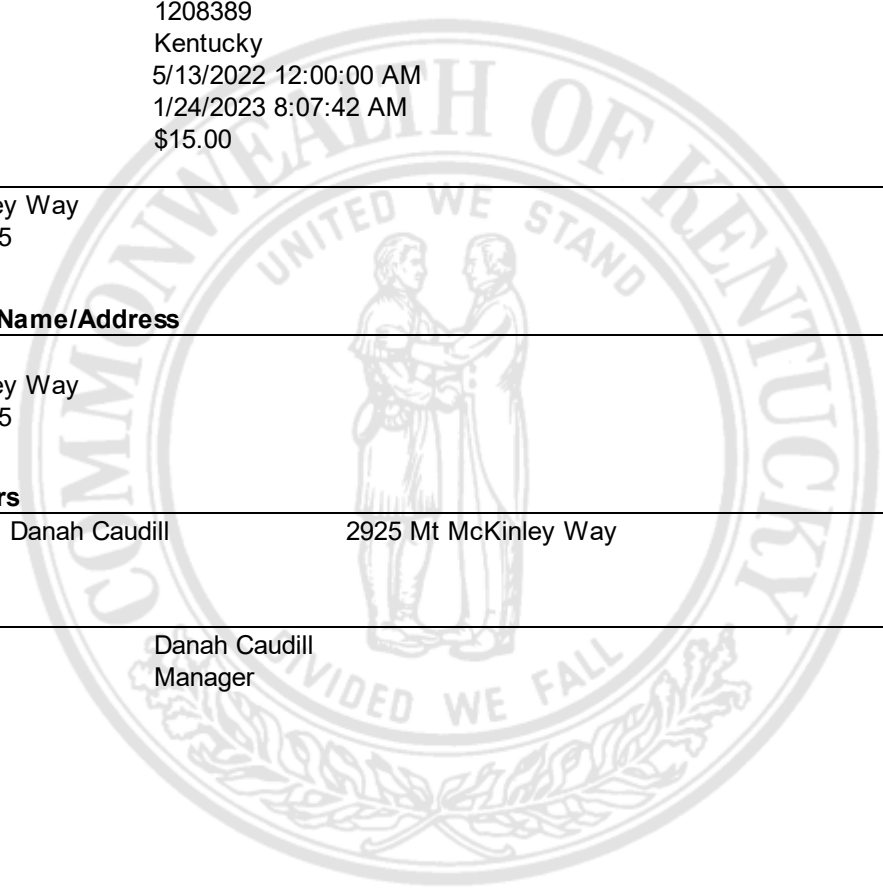 1208389
Kentucky
5/13/2022 12:00:00 AM
1/24/2023 8:07:42 AM
$15.00
ey Way
5
Name/Address
ey Way
5
rs
Danah Caudill 2925 Mt McKinley Way
Danah Caudill
Manager
COMMONWEALTH OF KENTUCKY
UNITED WE STAND
DIVIDED WE FALL